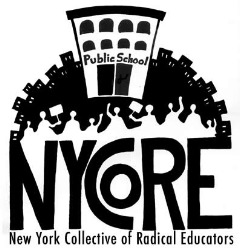 Public School
NYCoRE
New York Collective of Radical Educators